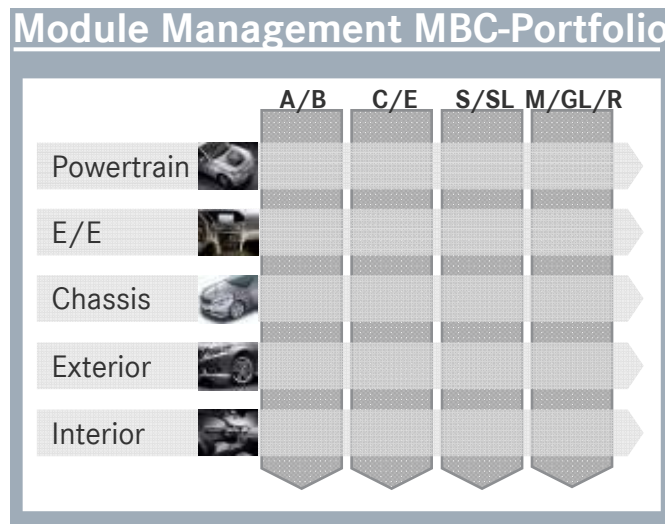 Module Management MBC-Portfolio
A/B C/E S/SL M/GL/R
Powertrain
E/E
Chassis
Exterior
Interior